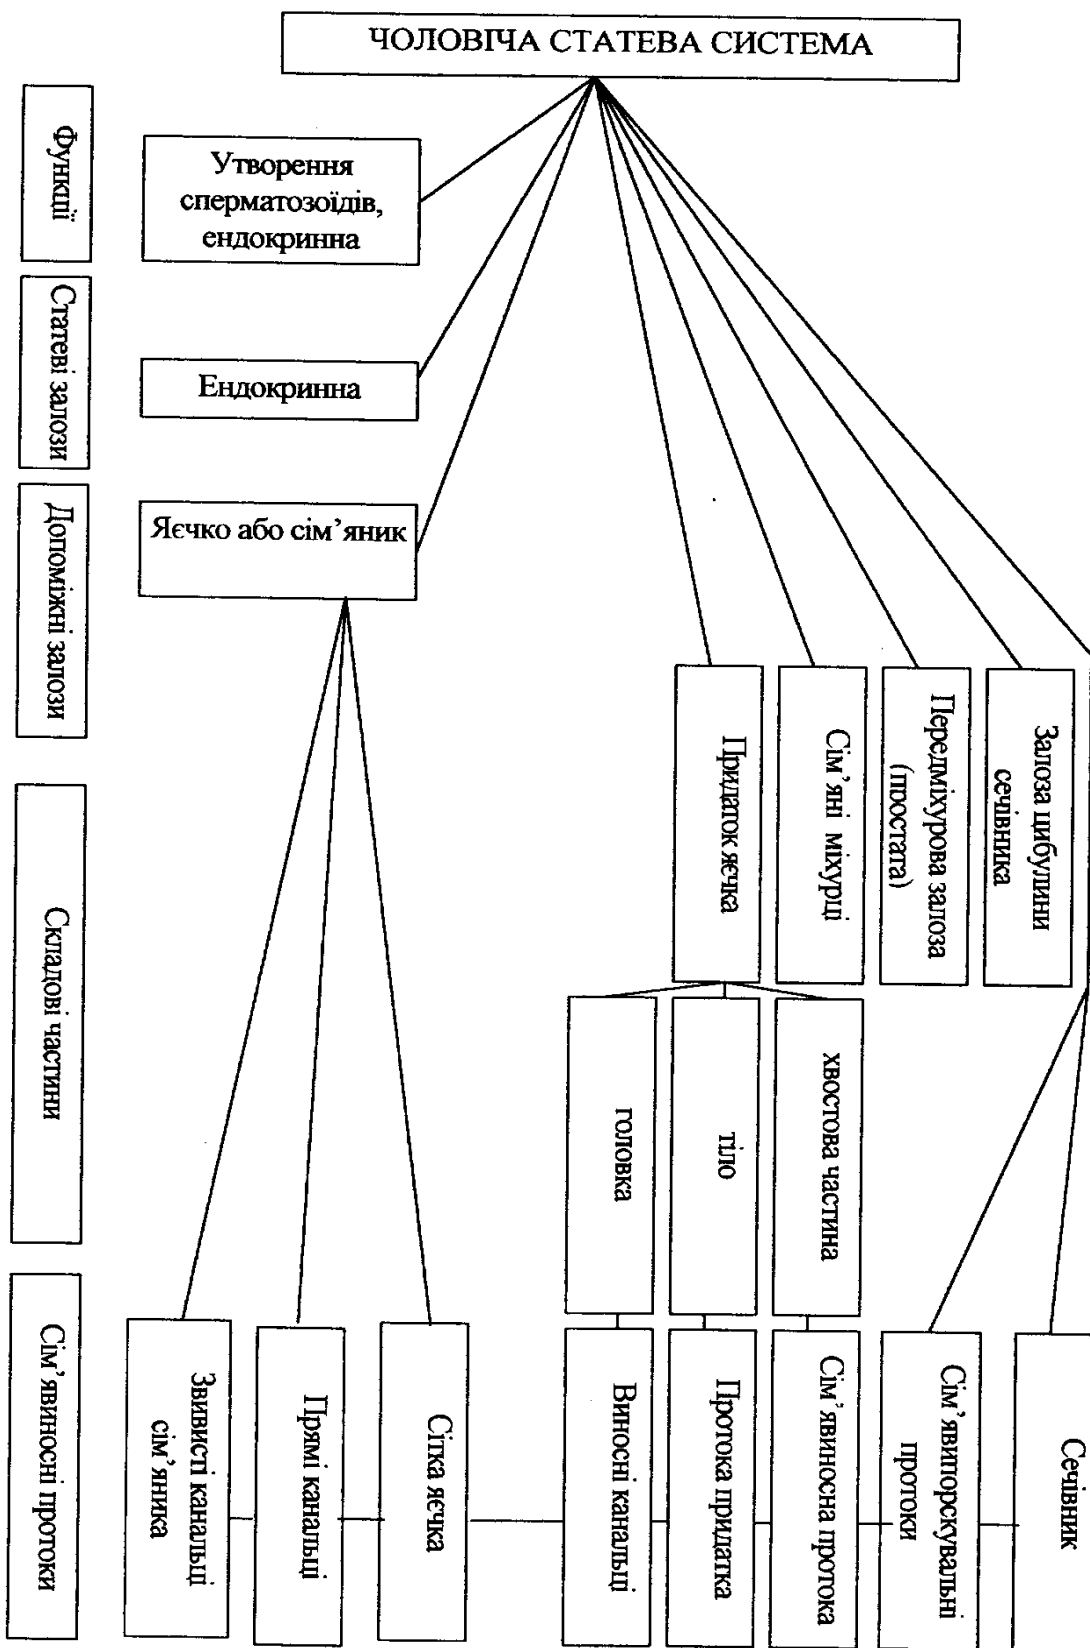 ЧОЛОВІЧА СТАТЕВА СИСТЕМА
Функції
Утворення
сперматозоїдів,
ендокринна
Статеві залози
Ендокринна
Яєчко або сім’яник
Допоміжні залози
Придаток яєчка
Сім’яні міхурці
Передміхурова залоза
(простата)
Залоза цибулини
сечівника
Складові частини
головка
тіло
хвостова частина
Сім’явиносні протоки
Звивисті канальці
сім’яника
Прямі канальці
Сітка яєчка
Виносні канальці
Протока придатка
Сім’явиносна протока
Сім’явипорскувальні
протоки
Сечівник